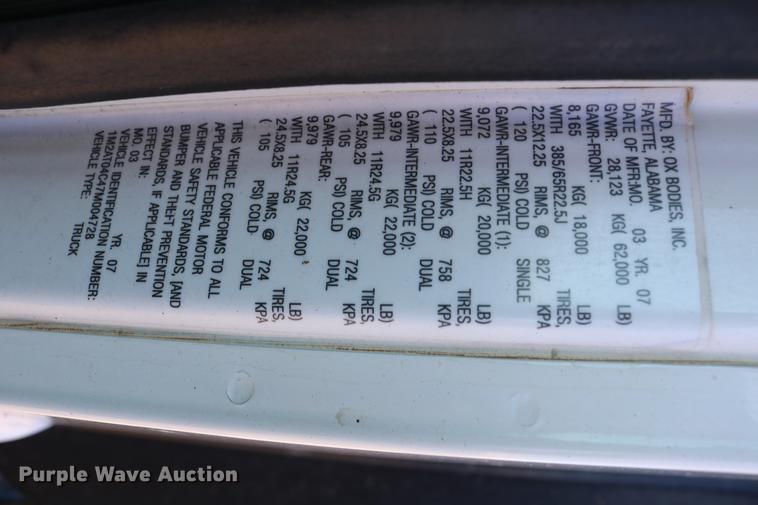 MFD. BY: OX BODIES, INC.
FAYETTE, ALABAMA
DATE OF MFR:MO. 03 YR. 07
GVWR: 28,123 KG( 62,000 LB)
GAWR-FRONT:
8,165 KG( 18,000 LB)
WITH 385/65R22.5J TIRES,
22.5X12.25 RIMS, @ 827 KPA
( 120 PSI) COLD SINGLE
GAWR-INTERMEDIATE (1):
9,072 KG( 20,000 LB)
WITH 11R22.5H TIRES,
22.5X8.25 RIMS, @ 758 KPA
( 110 PSI) COLD DUAL
GAWR-INTERMEDIATE (2):
9,979 KG( 22,000 LB)
WITH 11R24.5G TIRES,
24.5X8.25 RIMS, @ 724 KPA
( 105 PSI) COLD DUAL
GAWR-REAR:
9,979 KG( 22,000 LB)
WITH 11R24.5G TIRES,
24.5X8.25 RIMS, @ 724 KPA
( 105 PSI) COLD DUAL
THIS VEHICLE CONFORMS TO ALL
APPLICABLE FEDERAL MOTOR
VEHICLE SAFETY STANDARDS, [AND
BUMPER AND THEFT PREVENTION
STANDARDS, IF APPLICABLE] IN
EFFECT IN:
MO. 03 YR. 07
VEHICLE IDENTIFICATION NUMBER:
1M2AT04C47M004728
VEHICLE TYPE: TRUCK
Purple Wave Auction